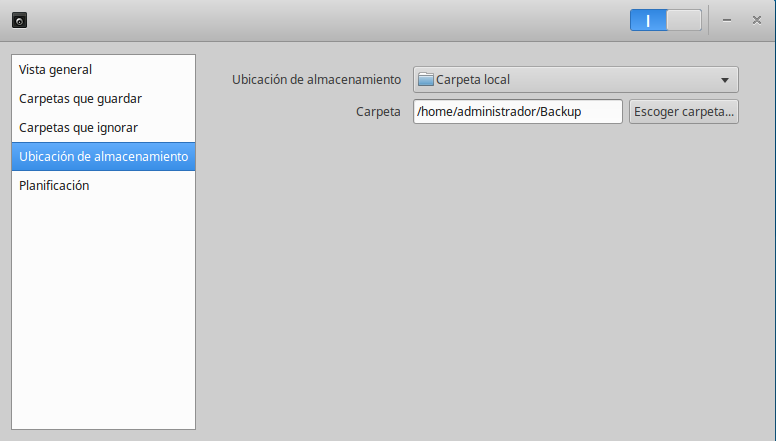 Vista general
Carpetas que guardar
Carpetas que ignorar
Ubicación de almacenamiento
Planificación
Ubicación de almacenamiento Carpeta local
Carpeta /home/administrador/Backup Escoger carpeta...